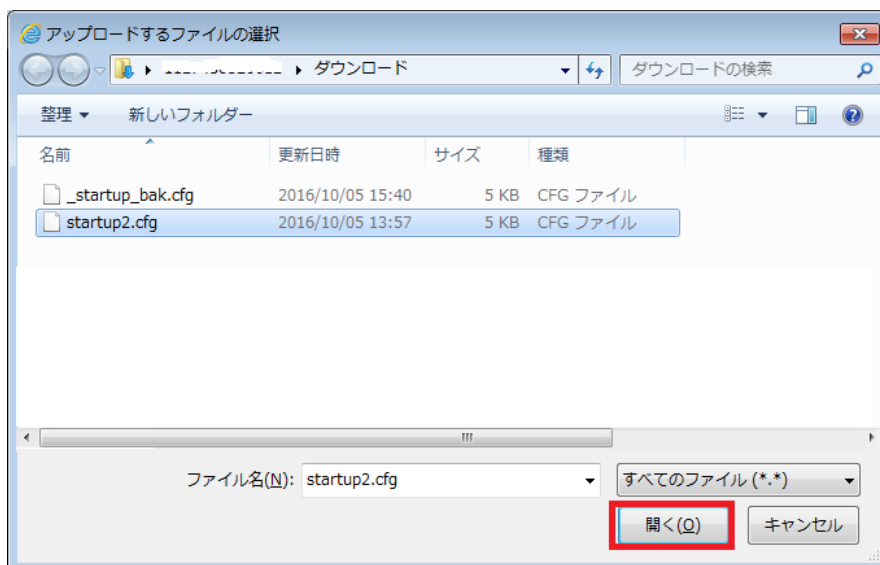 アップロードするファイルの選択
ダウンロード ダウンロードの検索
整理 新しいフォルダー
名前 更新日時 サイズ 種類
_startup_bak.cfg 2016/10/05 15:40 5 KB CFG ファイル
startup2.cfg 2016/10/05 13:57 5 KB CFG ファイル
ファイル名(N): startup2.cfg すべてのファイル (*.*)
開く(O) キャンセル